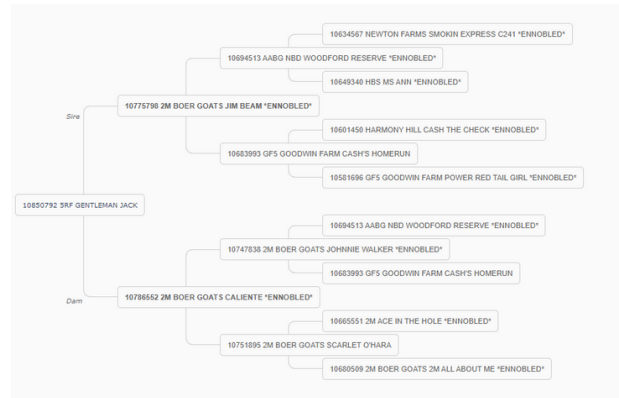 10634567 NEWTON FARMS SMOKIN EXPRESS C241 *ENNOBLED*
10694513 AABG NBD WOODFORD RESERVE *ENNOBLED*
10649340 HBS MS ANN *ENNOBLED*
10775798 2M BOER GOATS JIM BEAM *ENNOBLED*
Sire
10601450 HARMONY HILL CASH THE CHECK *ENNOBLED*
10683993 GF5 GOODWIN FARM CASH'S HOMERUN
10581696 GF5 GOODWIN FARM POWER RED TAIL GIRL *ENNOBLED*
10850792 5RF GENTLEMAN JACK
10694513 AABG NBD WOODFORD RESERVE *ENNOBLED*
10747838 2M BOER GOATS JOHNNIE WALKER *ENNOBLED*
10683993 GF5 GOODWIN FARM CASH'S HOMERUN
10786552 2M BOER GOATS CALIENTE *ENNOBLED*
Dam
10665551 2M ACE IN THE HOLE *ENNOBLED*
10751895 2M BOER GOATS SCARLET O'HARA
10680509 2M BOER GOATS 2M ALL ABOUT ME *ENNOBLED*